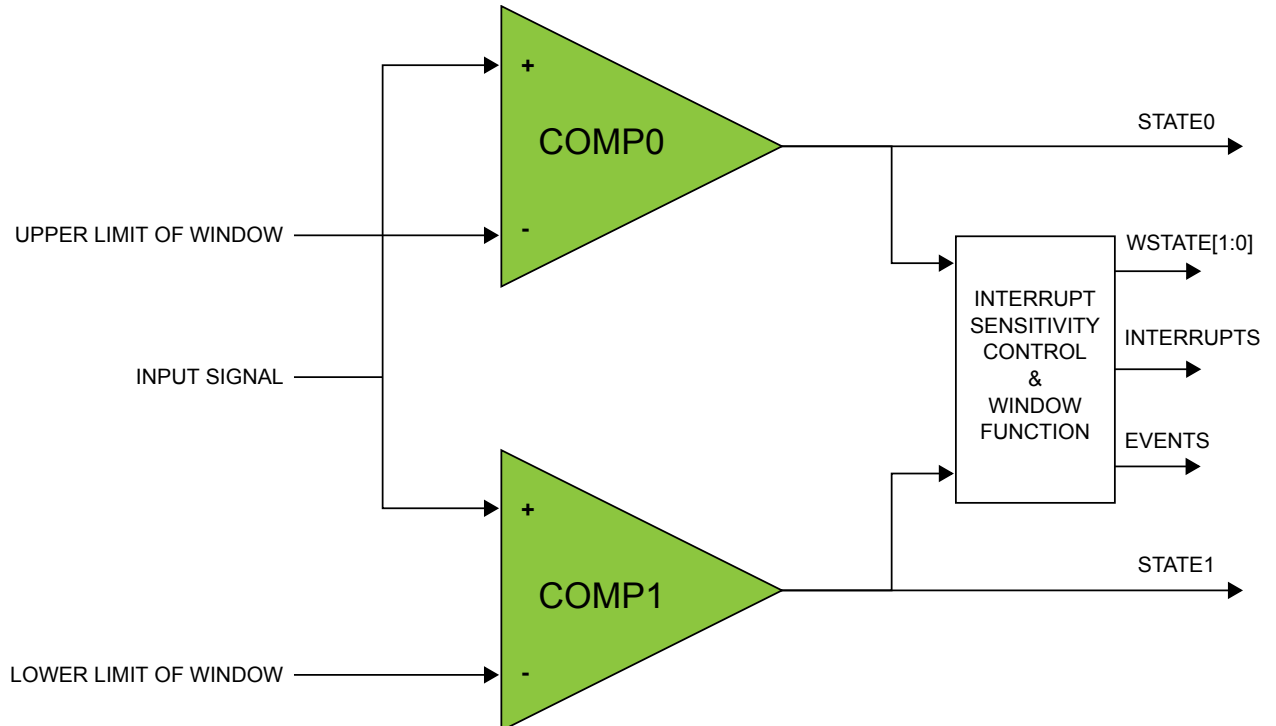 +
COMP0
-
UPPER LIMIT OF WINDOW
INPUT SIGNAL
+
COMP1
-
LOWER LIMIT OF WINDOW
STATE0
WSTATE[1:0]
INTERRUPT
SENSITIVITY
CONTROL
&
WINDOW
FUNCTION
INTERRUPTS
EVENTS
STATE1